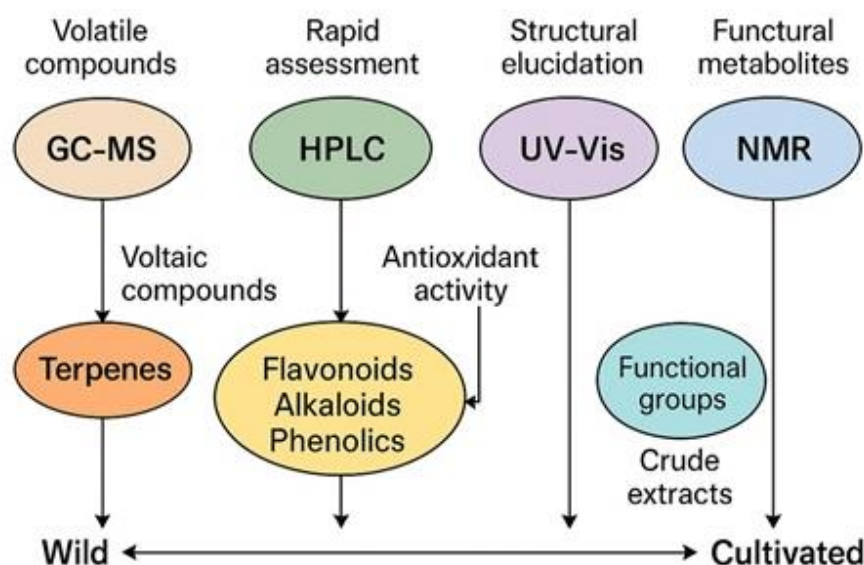 Volatile
compounds
Rapid
assessment
Structural
elucidation
Functural
metabolites
GC-MS
HPLC
UV-Vis
NMR
Voltaic
compounds
Antiox/idant
activity
Terpenes
Flavonoids
Alkaloids
Phenolics
Functional
groups
Crude
extracts
Wild
Cultivated